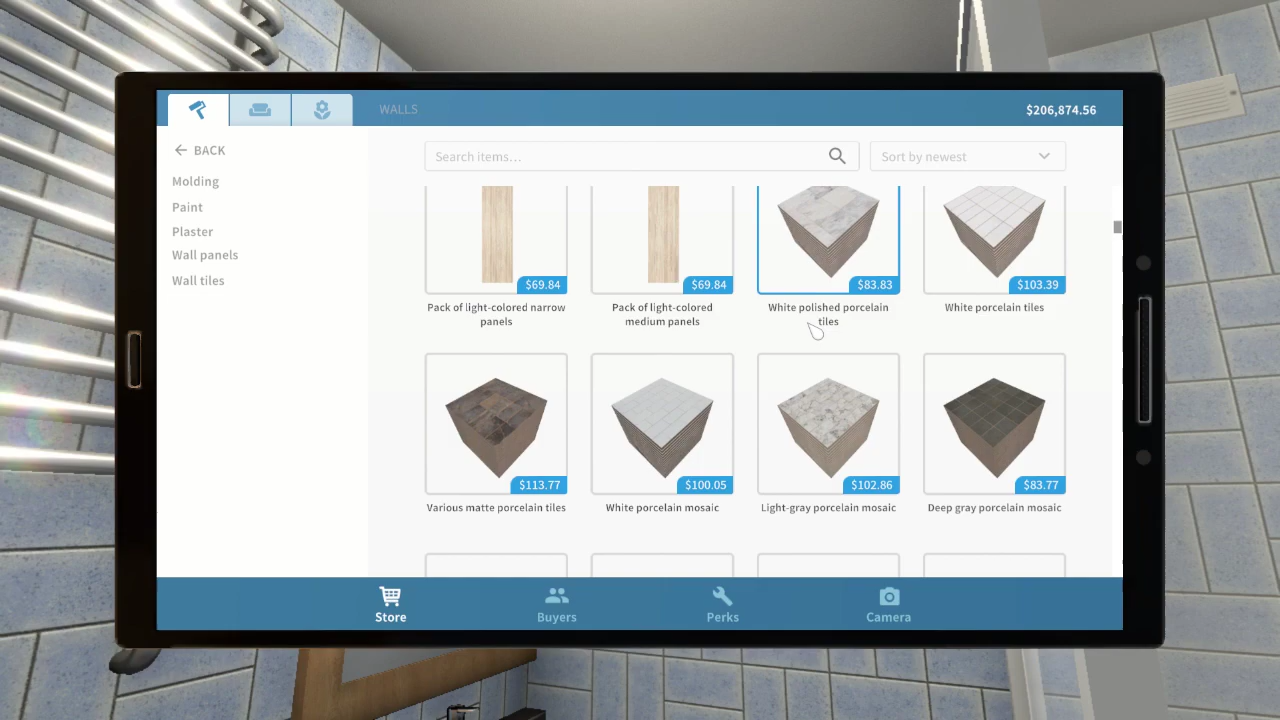 WALLS
$206,874.56
BACK
Search items...
Sort by newest
Molding
Paint
Plaster
Wall panels
Wall tiles
$69.84
$69.84
$83.83
$103.39
Pack of light-colored narrow
panels
Pack of light-colored
medium panels
White polished porcelain
tiles
White porcelain tiles
$113.77
$100.05
$102.86
$83.77
Various matte porcelain tiles
White porcelain mosaic
Light-gray porcelain mosaic
Deep gray porcelain mosaic
Store
Buyers
Perks
Camera